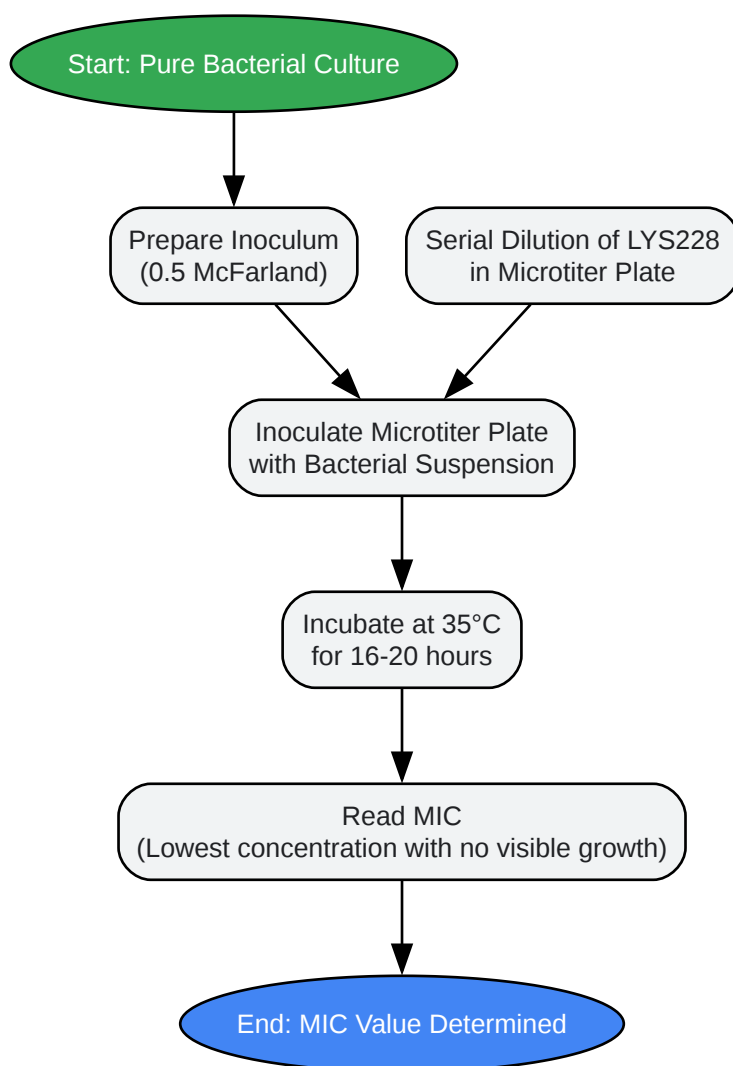 Start: Pure Bacterial Culture
Prepare Inoculum
(0.5 McFarland)
Serial Dilution of LYS228
in Microtiter Plate
Inoculate Microtiter Plate
with Bacterial Suspension
Incubate at 35°C
for 16-20 hours
Read MIC
(Lowest concentration with no visible growth)
End: MIC Value Determined